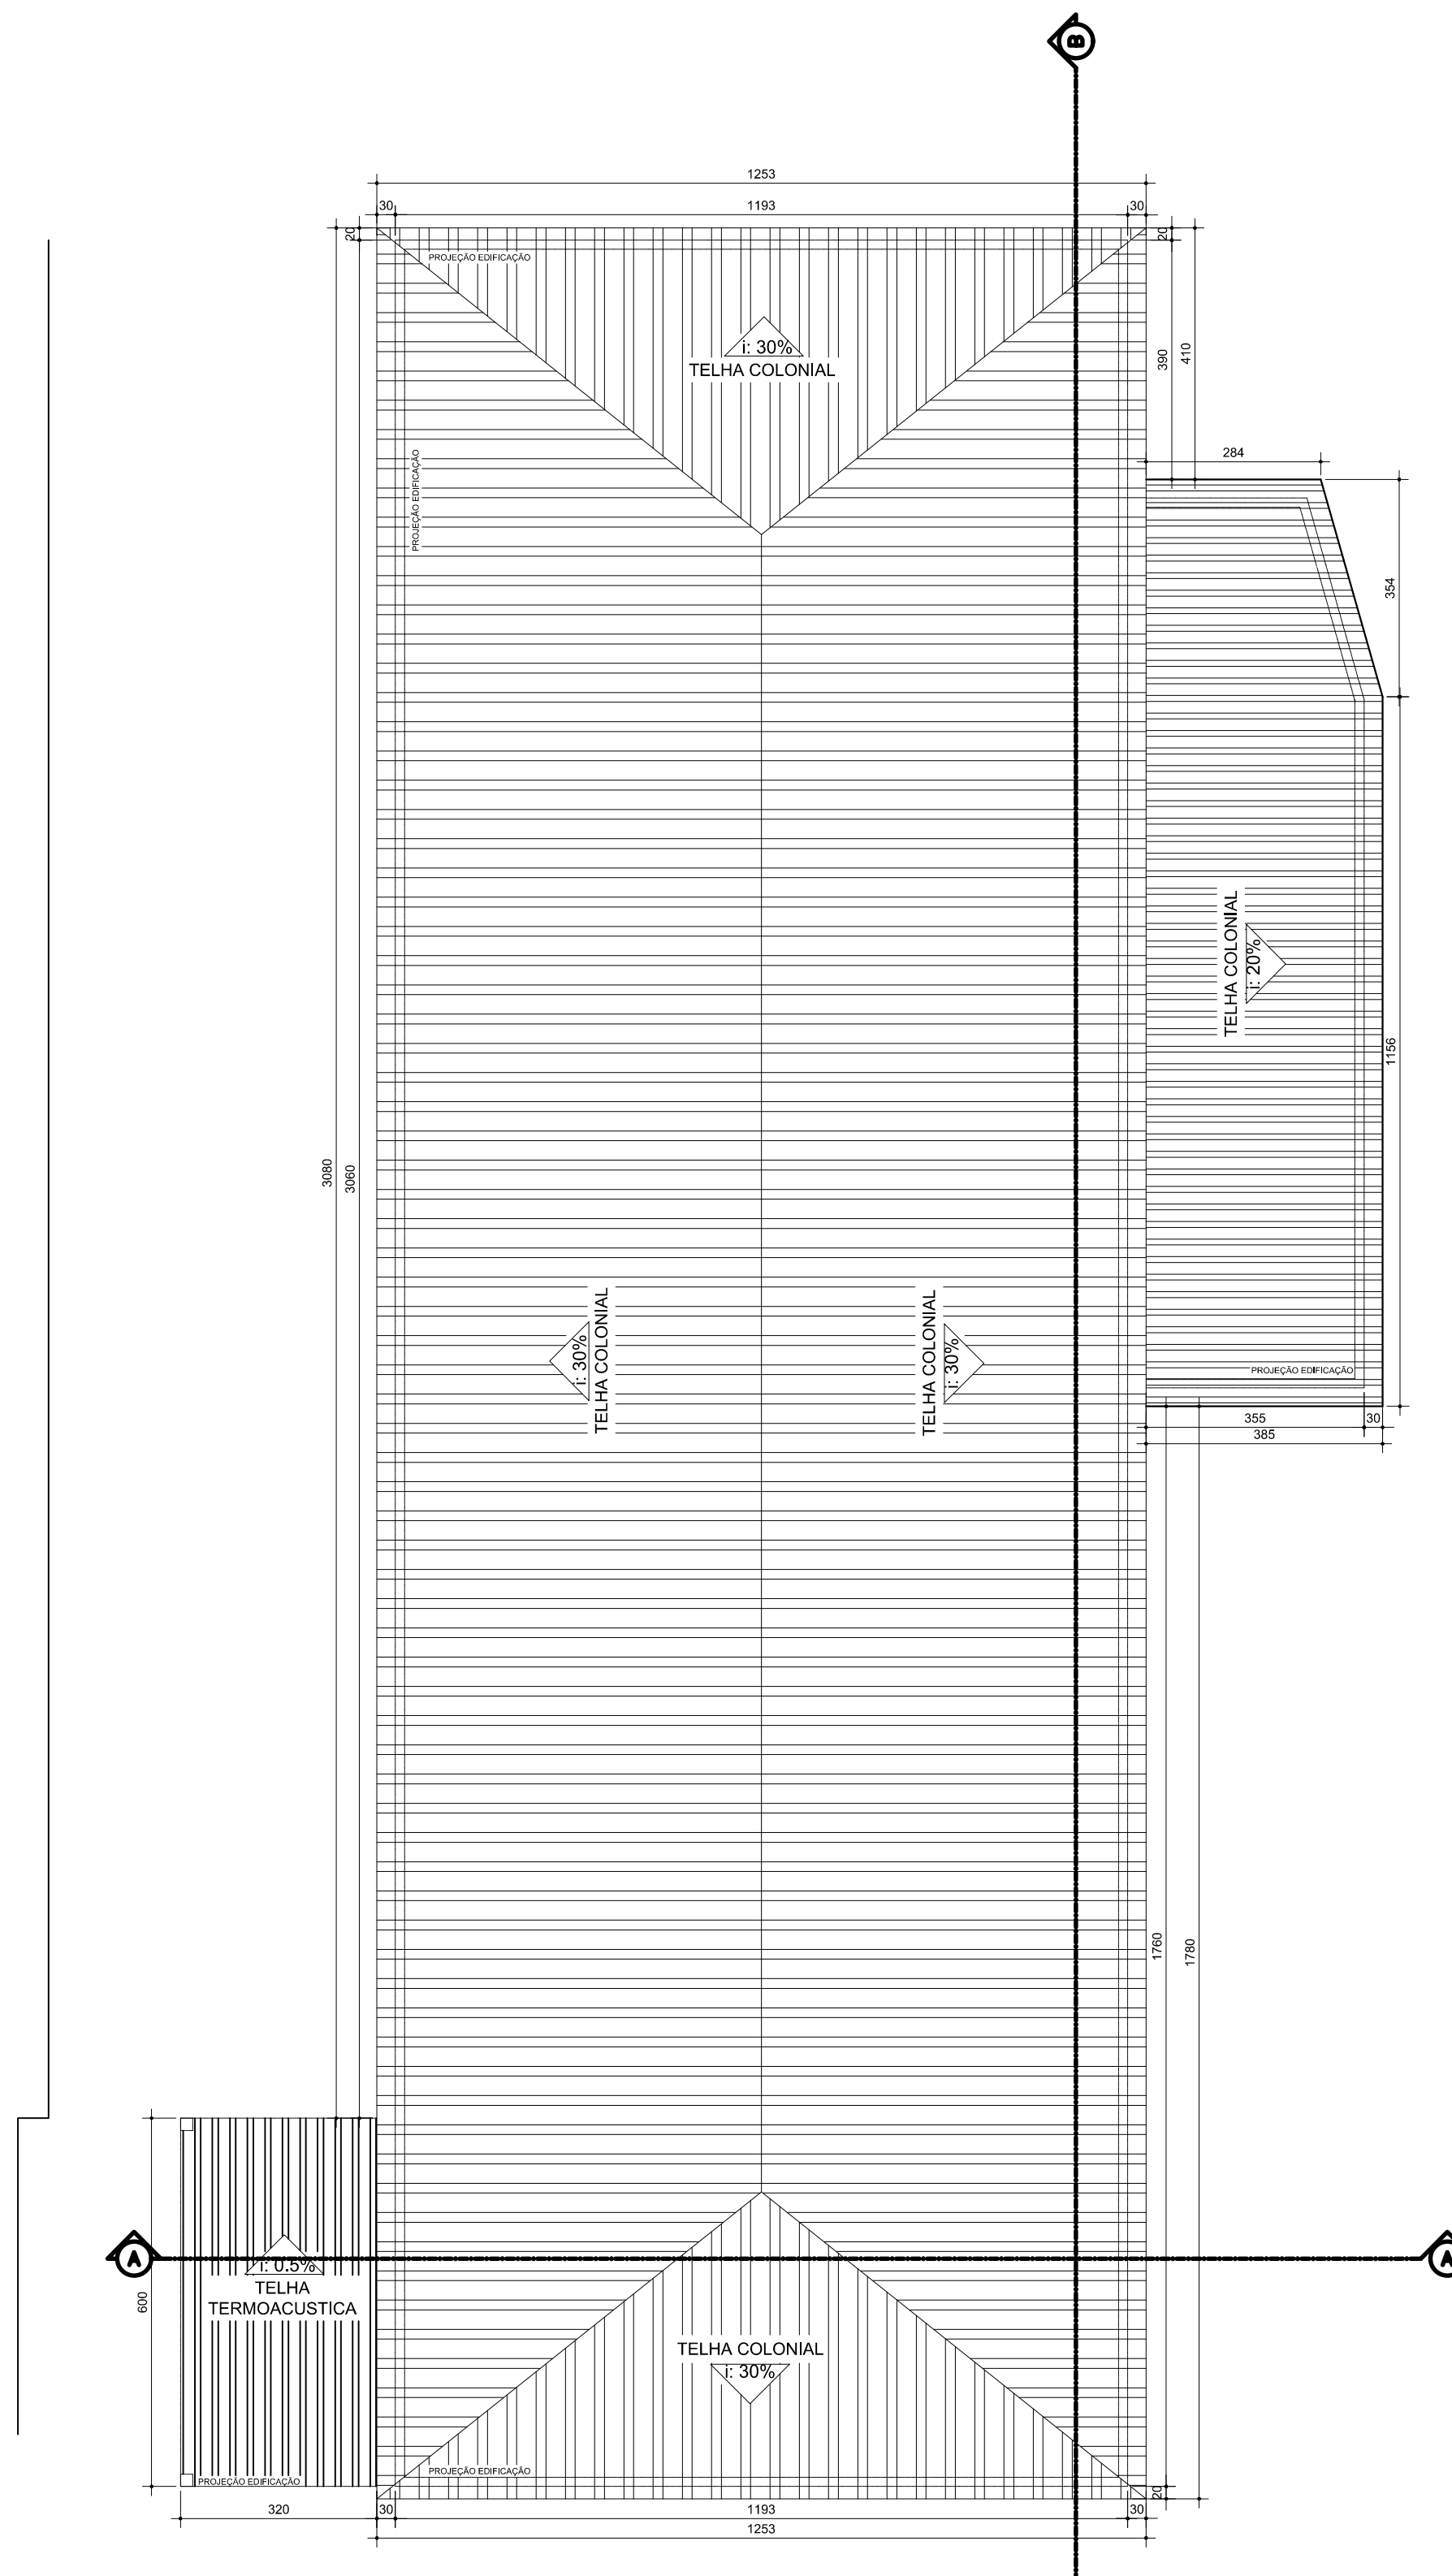 B
1253
30
1193
30
20
20
PROJEÇÃO EDIFICAÇÃO
i: 30%
TELHA COLONIAL
390
410
284
PROJEÇÃO EDIFICAÇÃO
354
TELHA COLONIAL
i: 20%
1156
3080
3060
i: 30%
TELHA COLONIAL
TELHA COLONIAL
i: 30%
PROJEÇÃO EDIFICAÇÃO
355
30
385
1760
1780
A
A
i: 0.5%
TELHA
TERMOACUSTICA
600
TELHA COLONIAL
i: 30%
PROJEÇÃO EDIFICAÇÃO
PROJEÇÃO EDIFICAÇÃO
20
320
30
1193
30
1253